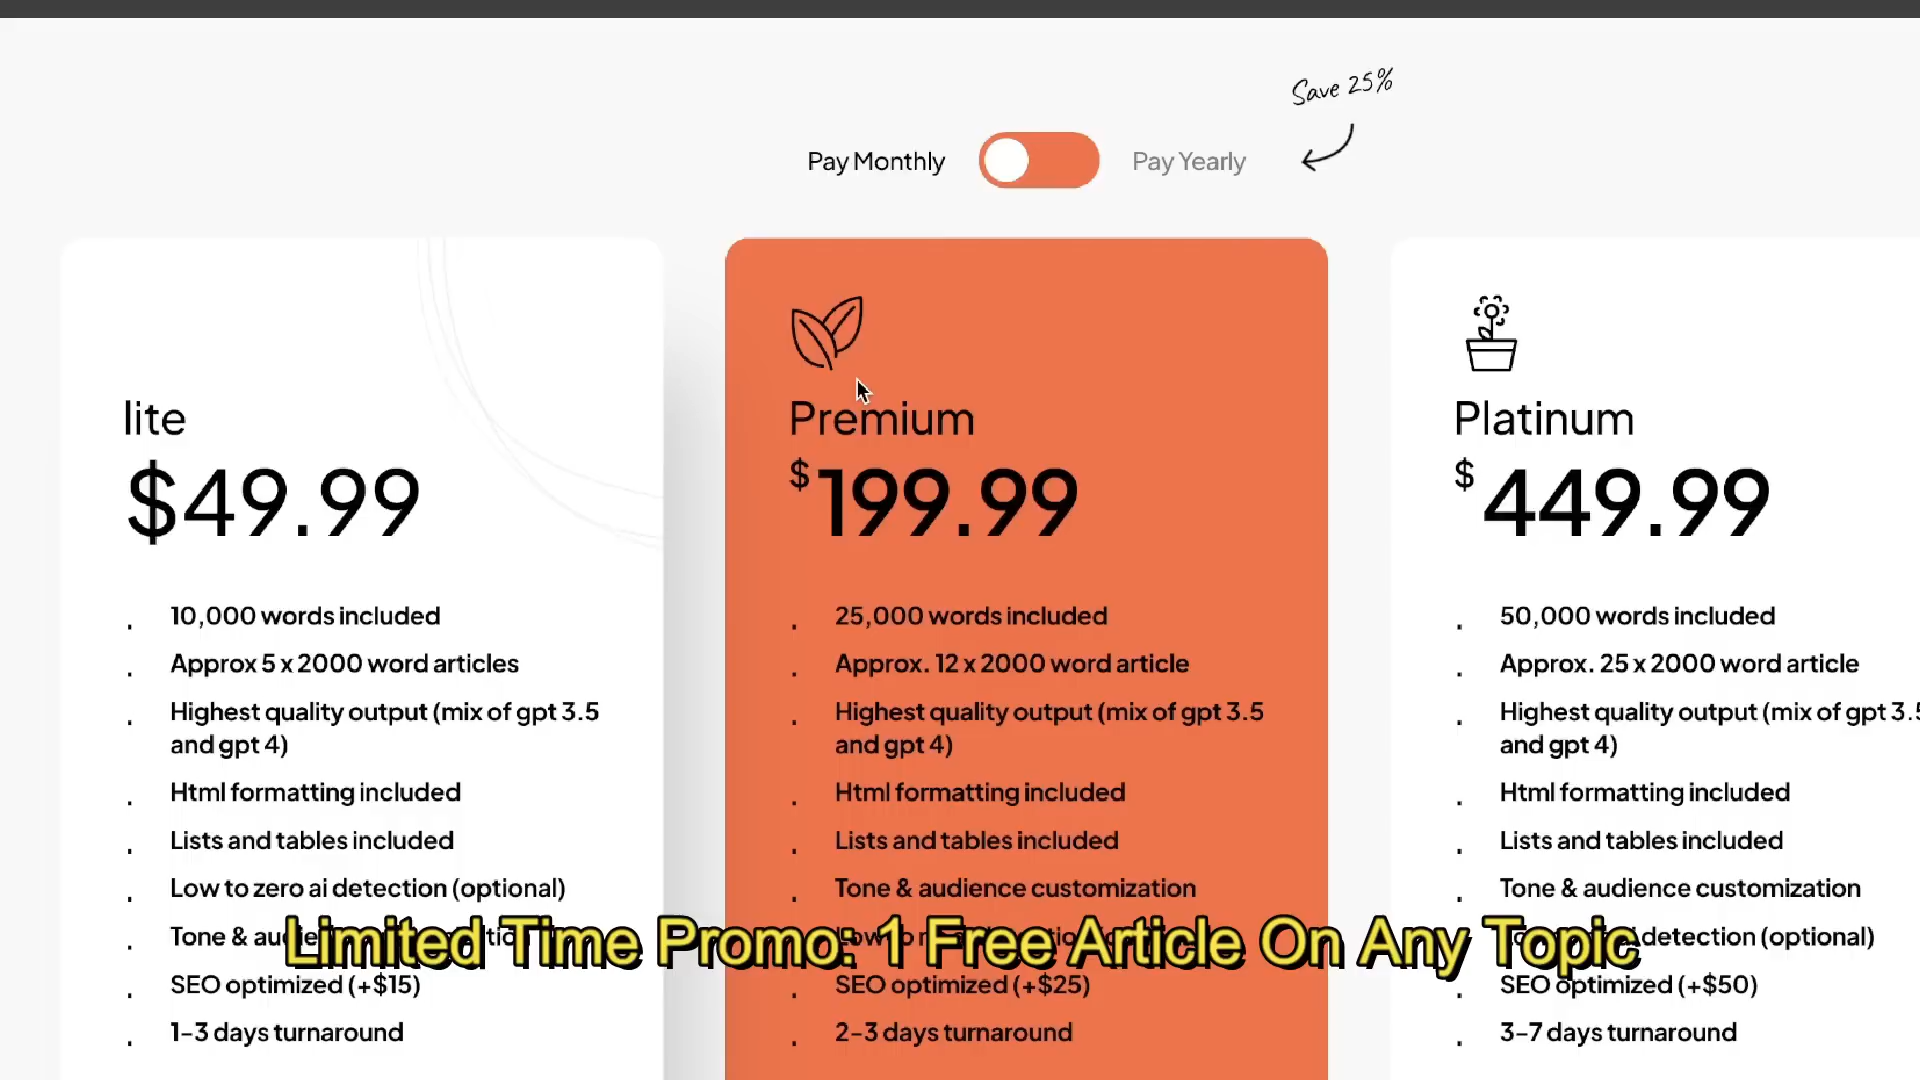 Save 25%
Pay Monthly
Pay Yearly
lite
$49.99
10,000 words included
Approx 5 x 2000 word articles
Highest quality output (mix of gpt 3.5
and gpt 4)
Html formatting included
Lists and tables included
Low to zero ai detection (optional)
Tone &
SEO optimized (+$15)
1-3 days turnaround
Premium
$199.99
25,000 words included
Approx. 12 x 2000 word article
Highest quality output (mix of gpt 3.5
and gpt 4)
Html formatting included
Lists and tables included
Tone & audience customization
SEO optimized (+$25)
2-3 days turnaround
Platinum
$449.99
50,000 words included
Approx. 25 x 2000 word article
Highest quality output (mix of gpt 3.5
and gpt 4)
Html formatting included
Lists and tables included
Tone & audience customization
detection (optional)
SEO optimized (+$50)
3-7 days turnaround
Limited Time Promo: 1 Free Article On Any Topic